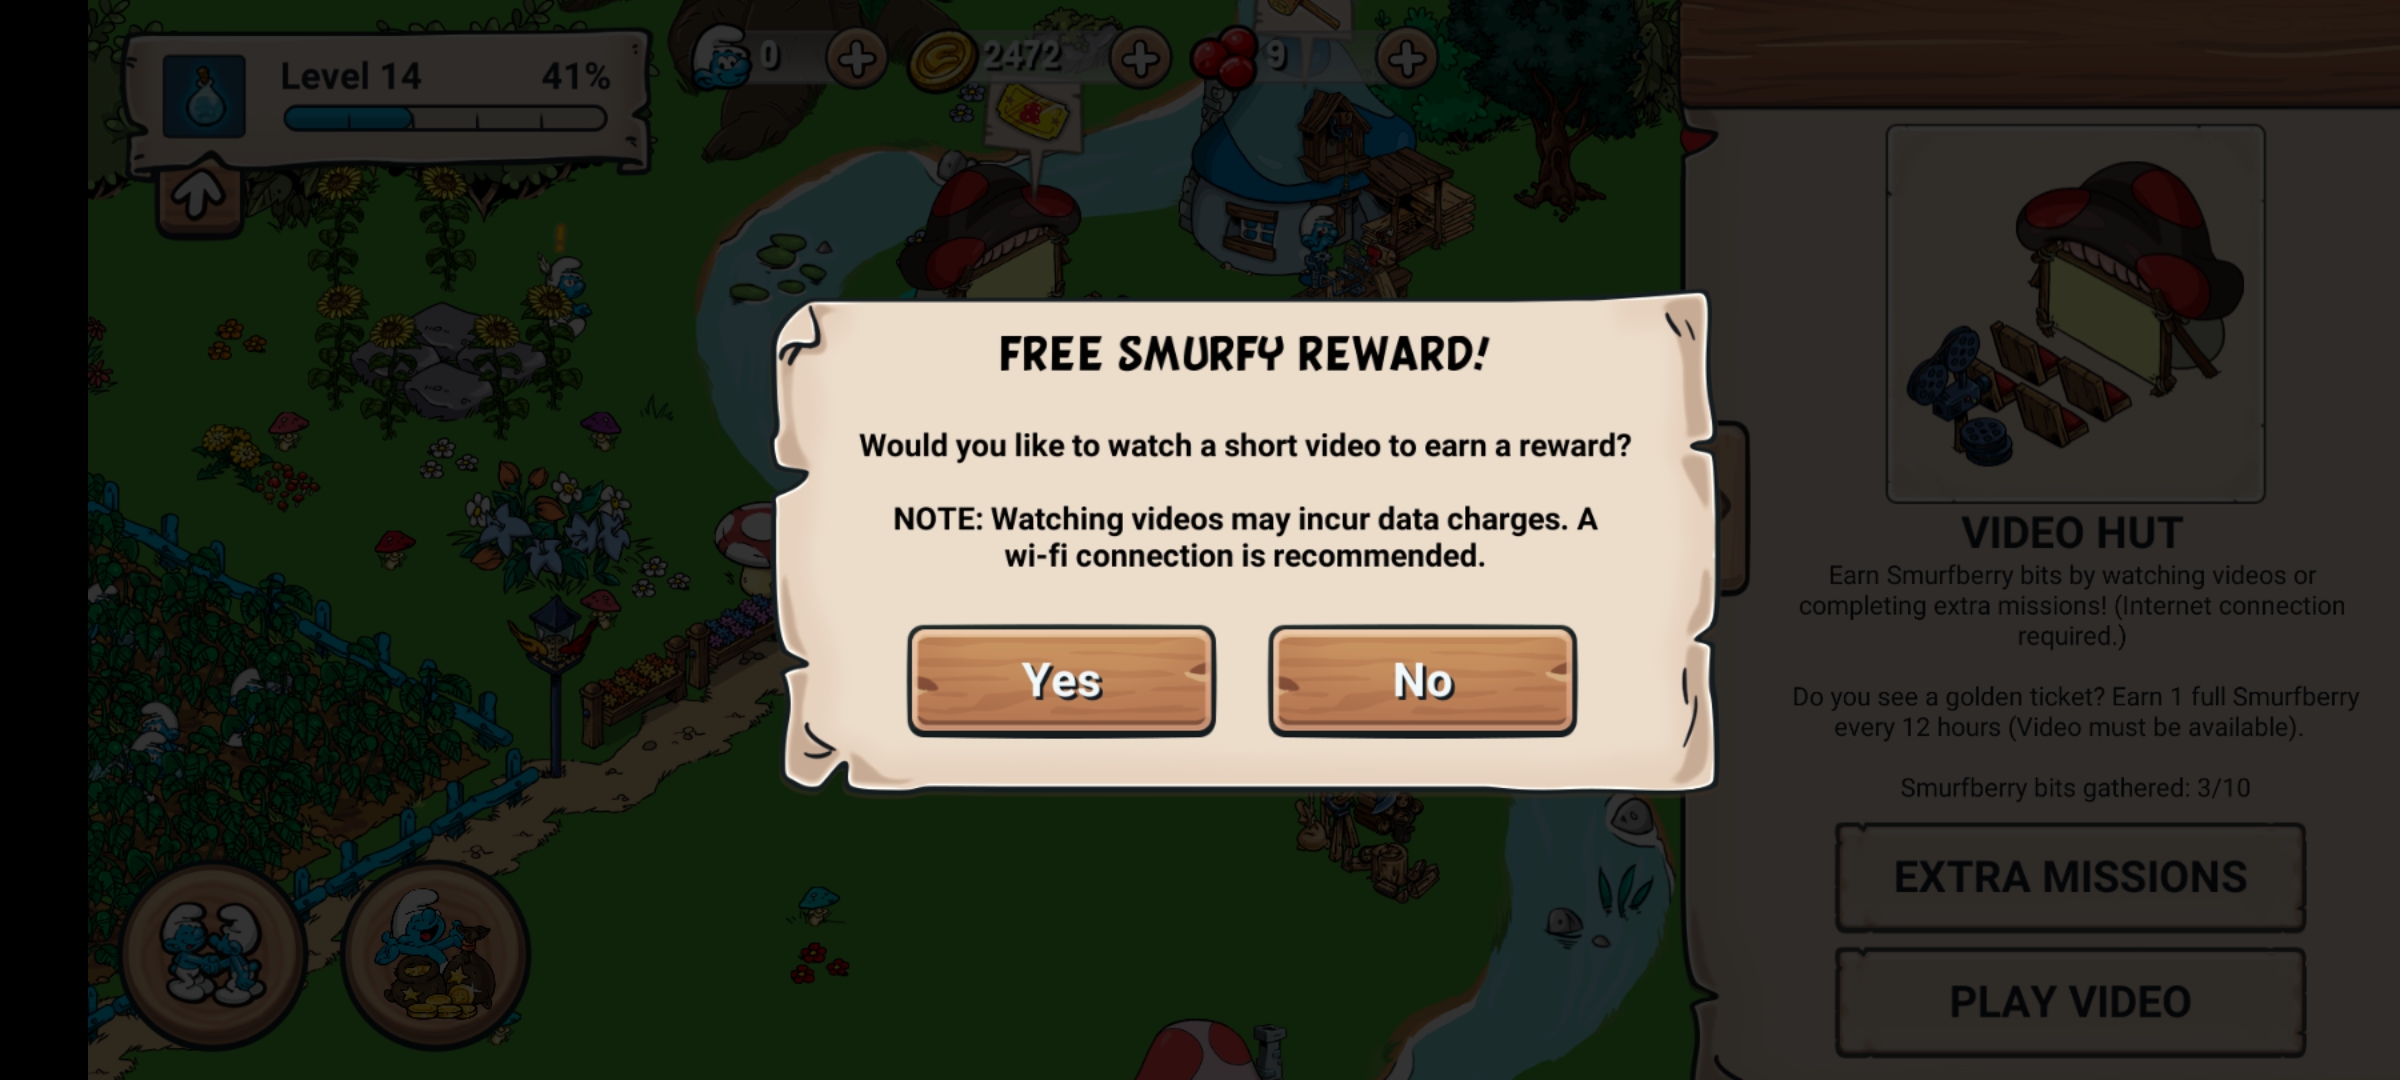 Level 14 41%
0 2472 9
FREE SMURFY REWARD!
Would you like to watch a short video to earn a reward?
NOTE: Watching videos may incur data charges. A
wi-fi connection is recommended.
Yes No
VIDEO HUT
Earn Smurfberry bits by watching videos or
completing extra missions! (Internet connection
required.)
Do you see a golden ticket? Earn 1 full Smurfberry
every 12 hours (Video must be available).
Smurfberry bits gathered: 3/10
EXTRA MISSIONS
PLAY VIDEO